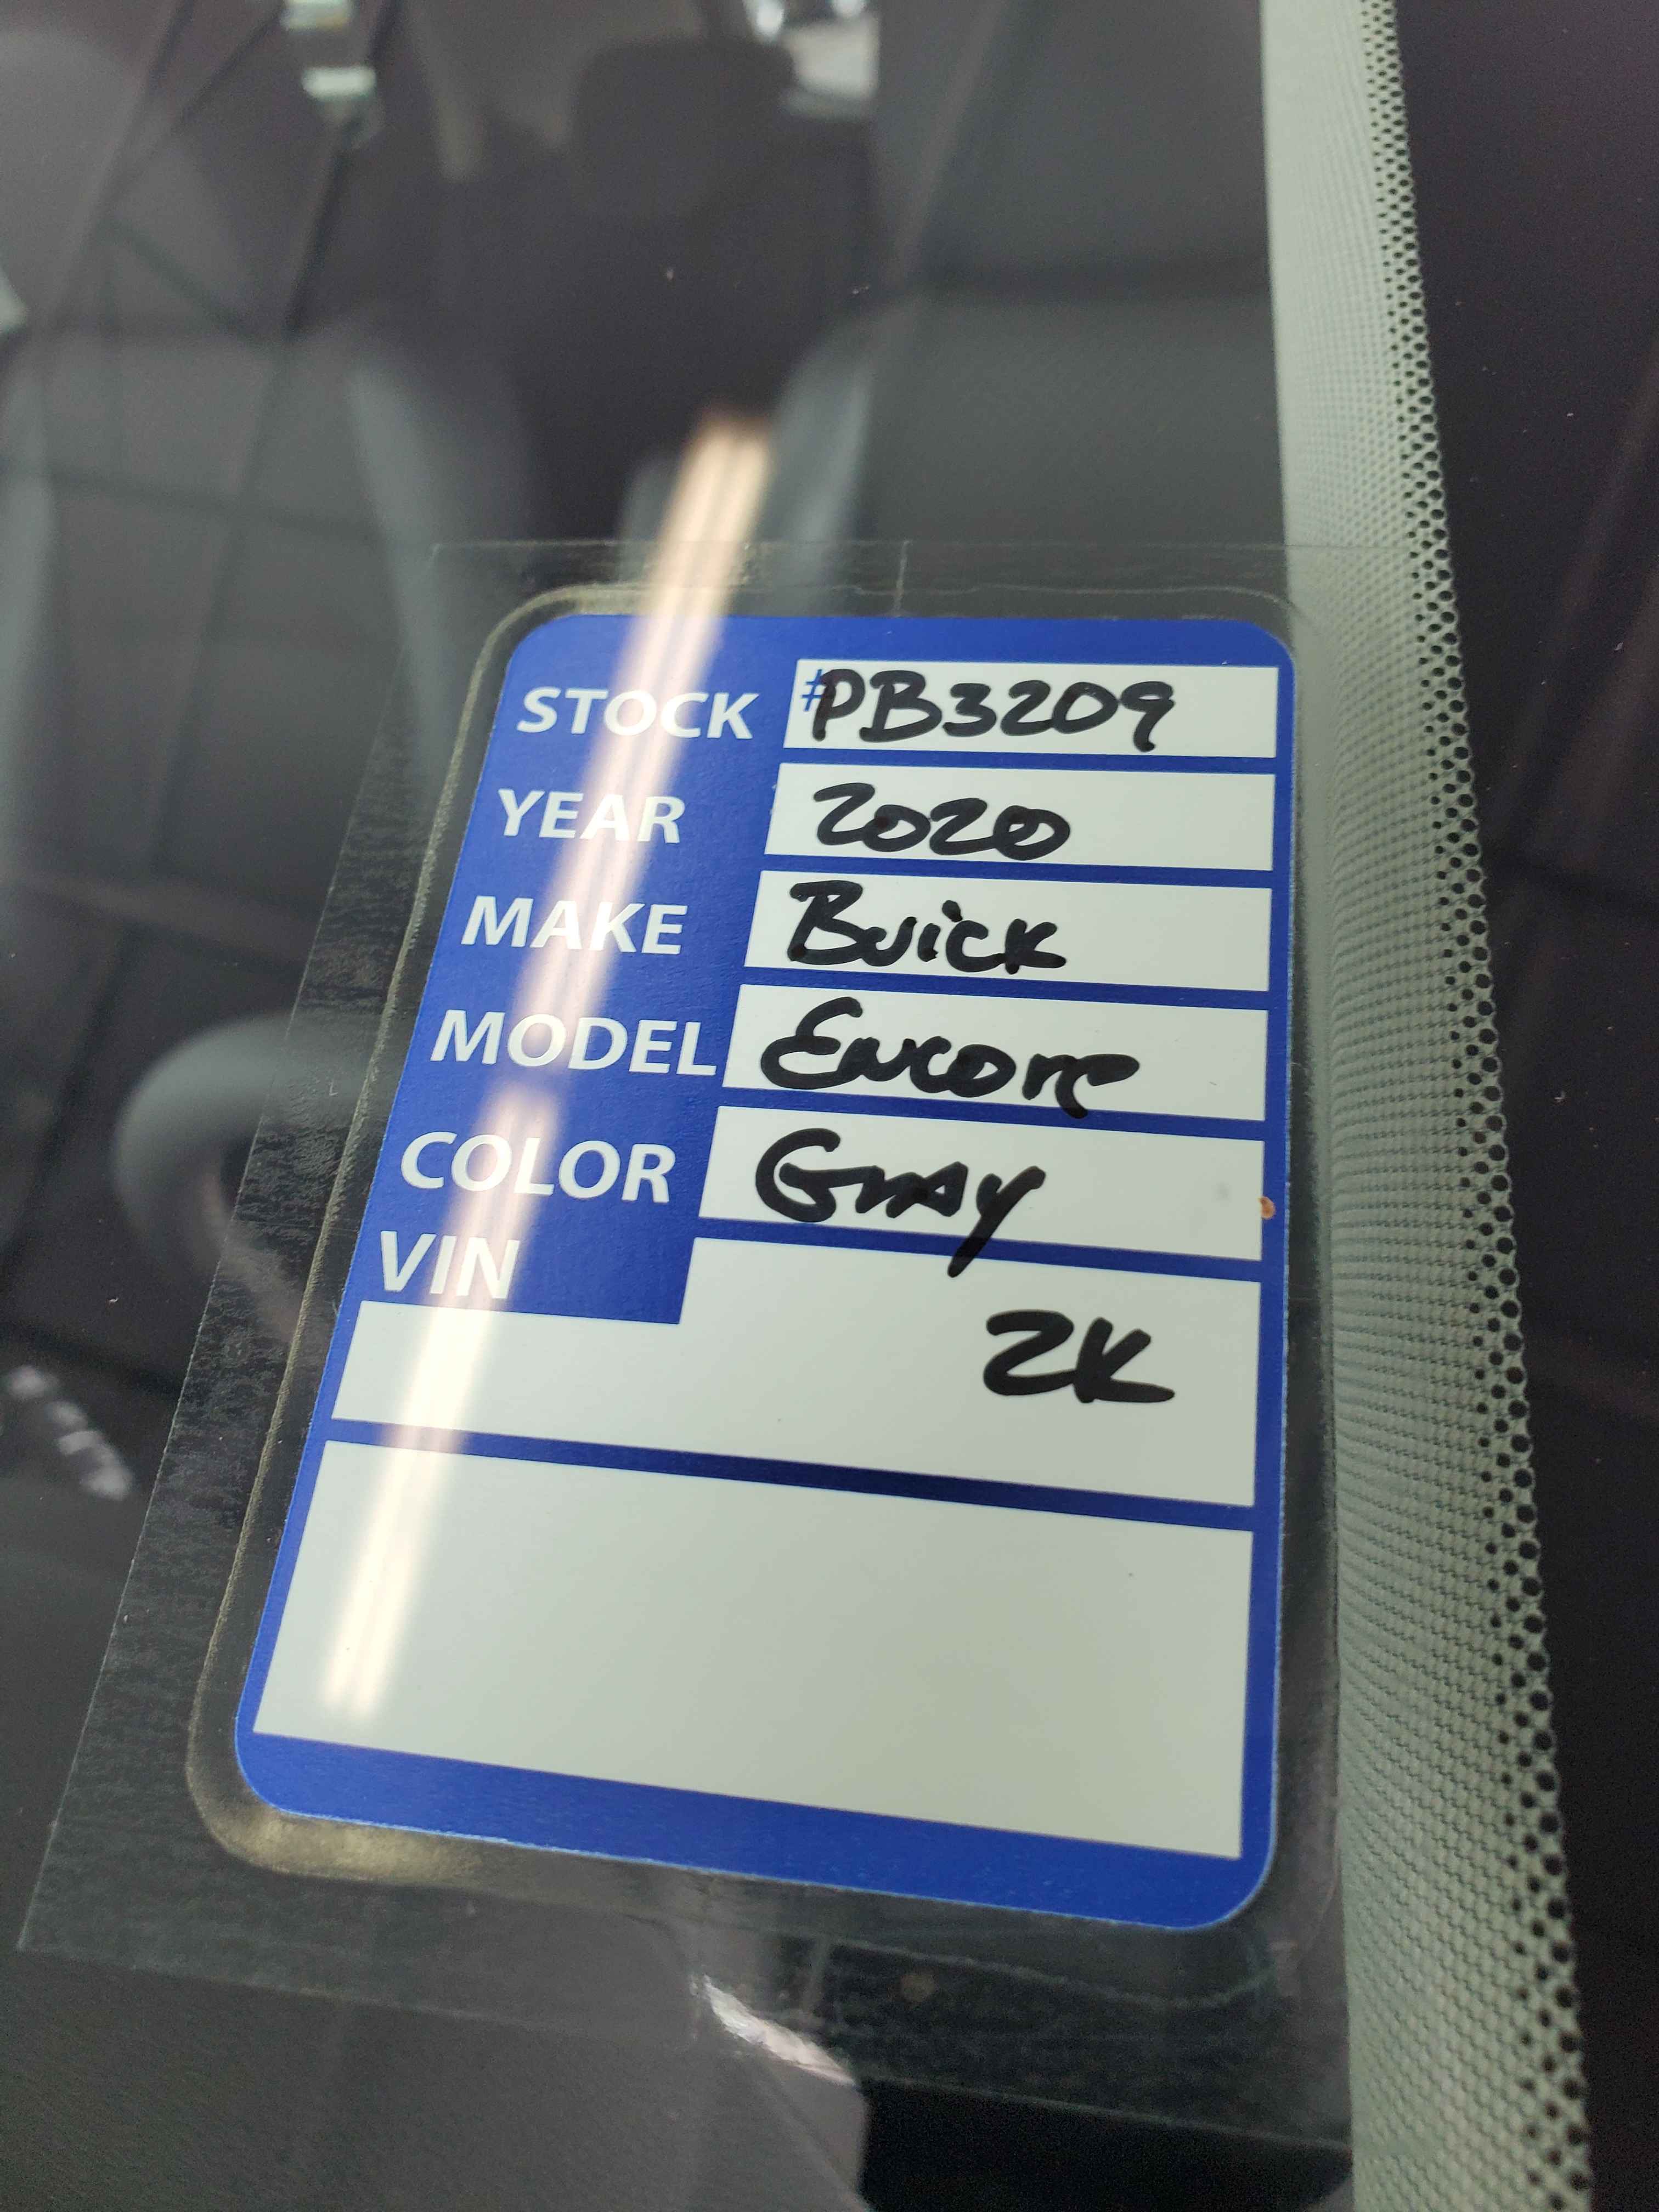 STOCK #PB3209
YEAR 2020
MAKE Buick
MODEL Encore
COLOR Gray
VIN
2K